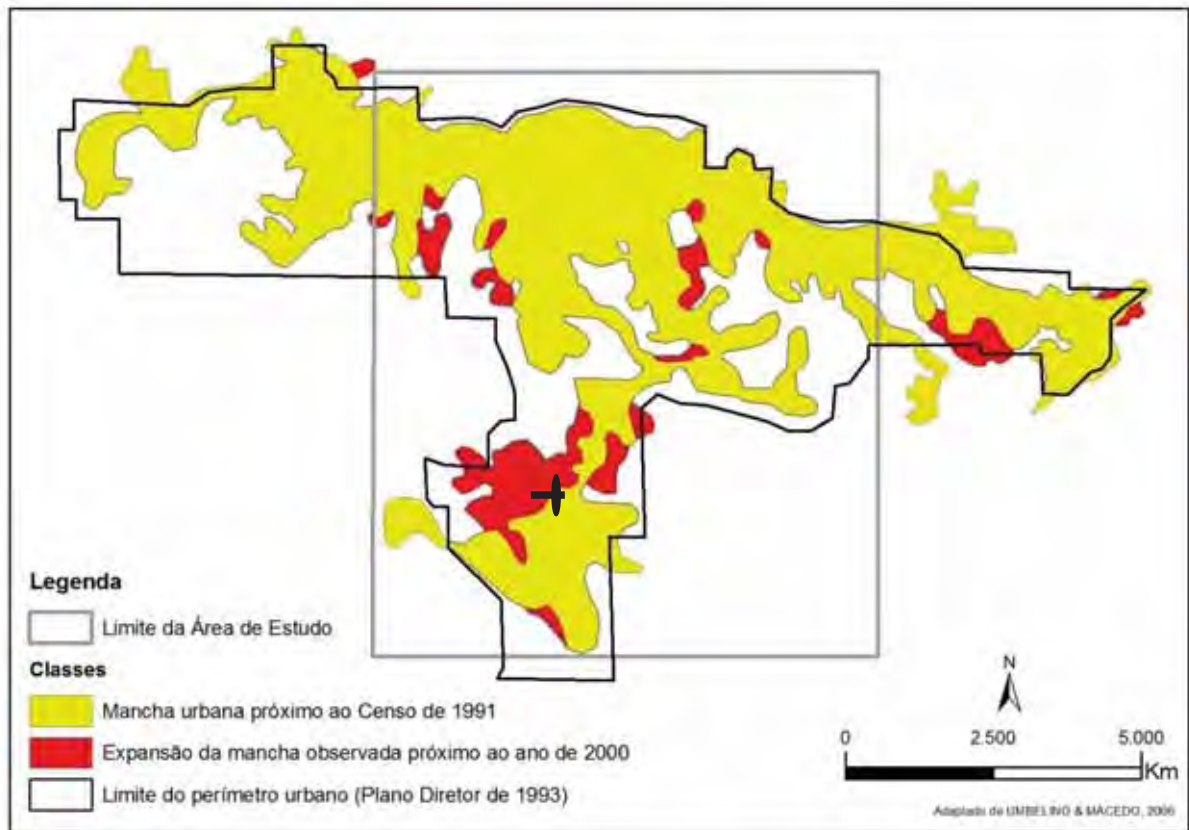 Legenda
Limite da Área de Estudo
Classes
Mancha urbana próximo ao Censo de 1991
Expansão da mancha observada próximo ao ano de 2000
Limite do perímetro urbano (Plano Diretor de 1993)
N
0 2.500 5.000
Km
Adaptado de UMBELINO & MACEDO, 2006